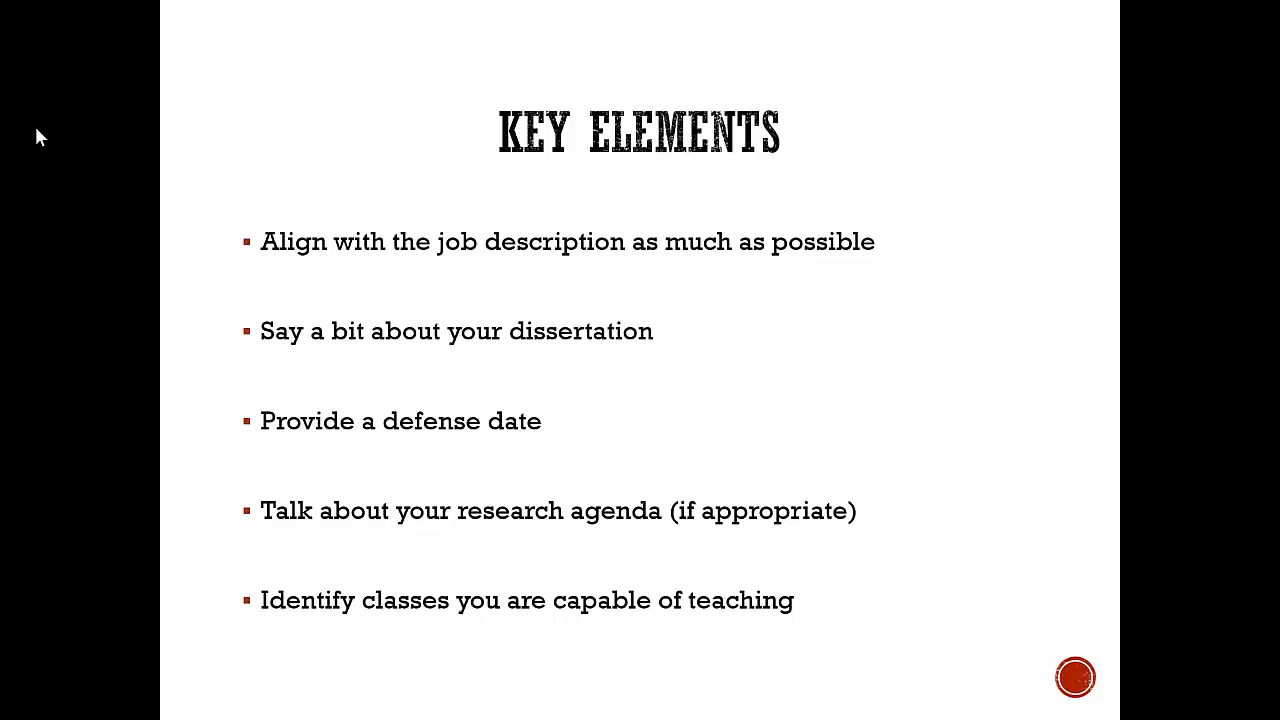 KEY ELEMENTS
▪ Align with the job description as much as possible
▪ Say a bit about your dissertation
▪ Provide a defense date
▪ Talk about your research agenda (if appropriate)
▪ Identify classes you are capable of teaching